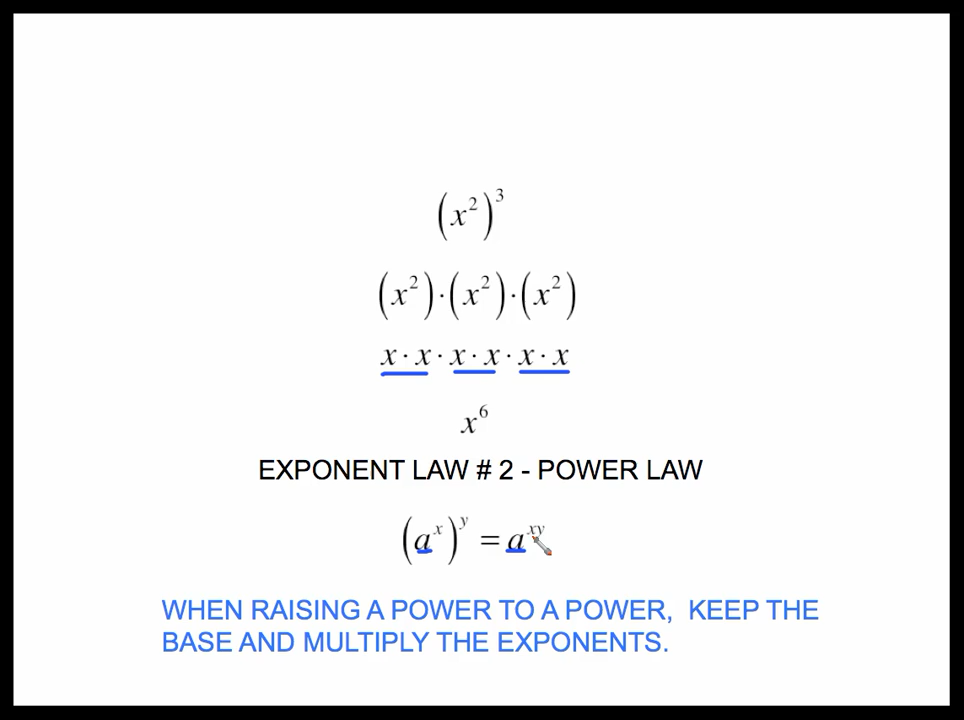 (x²)³
(x²)·(x²)·(x²)
x·x·x·x·x·x
x⁶
EXPONENT LAW # 2 - POWER LAW
(aˣ)ʸ = aˣʸ
WHEN RAISING A POWER TO A POWER, KEEP THE
BASE AND MULTIPLY THE EXPONENTS.